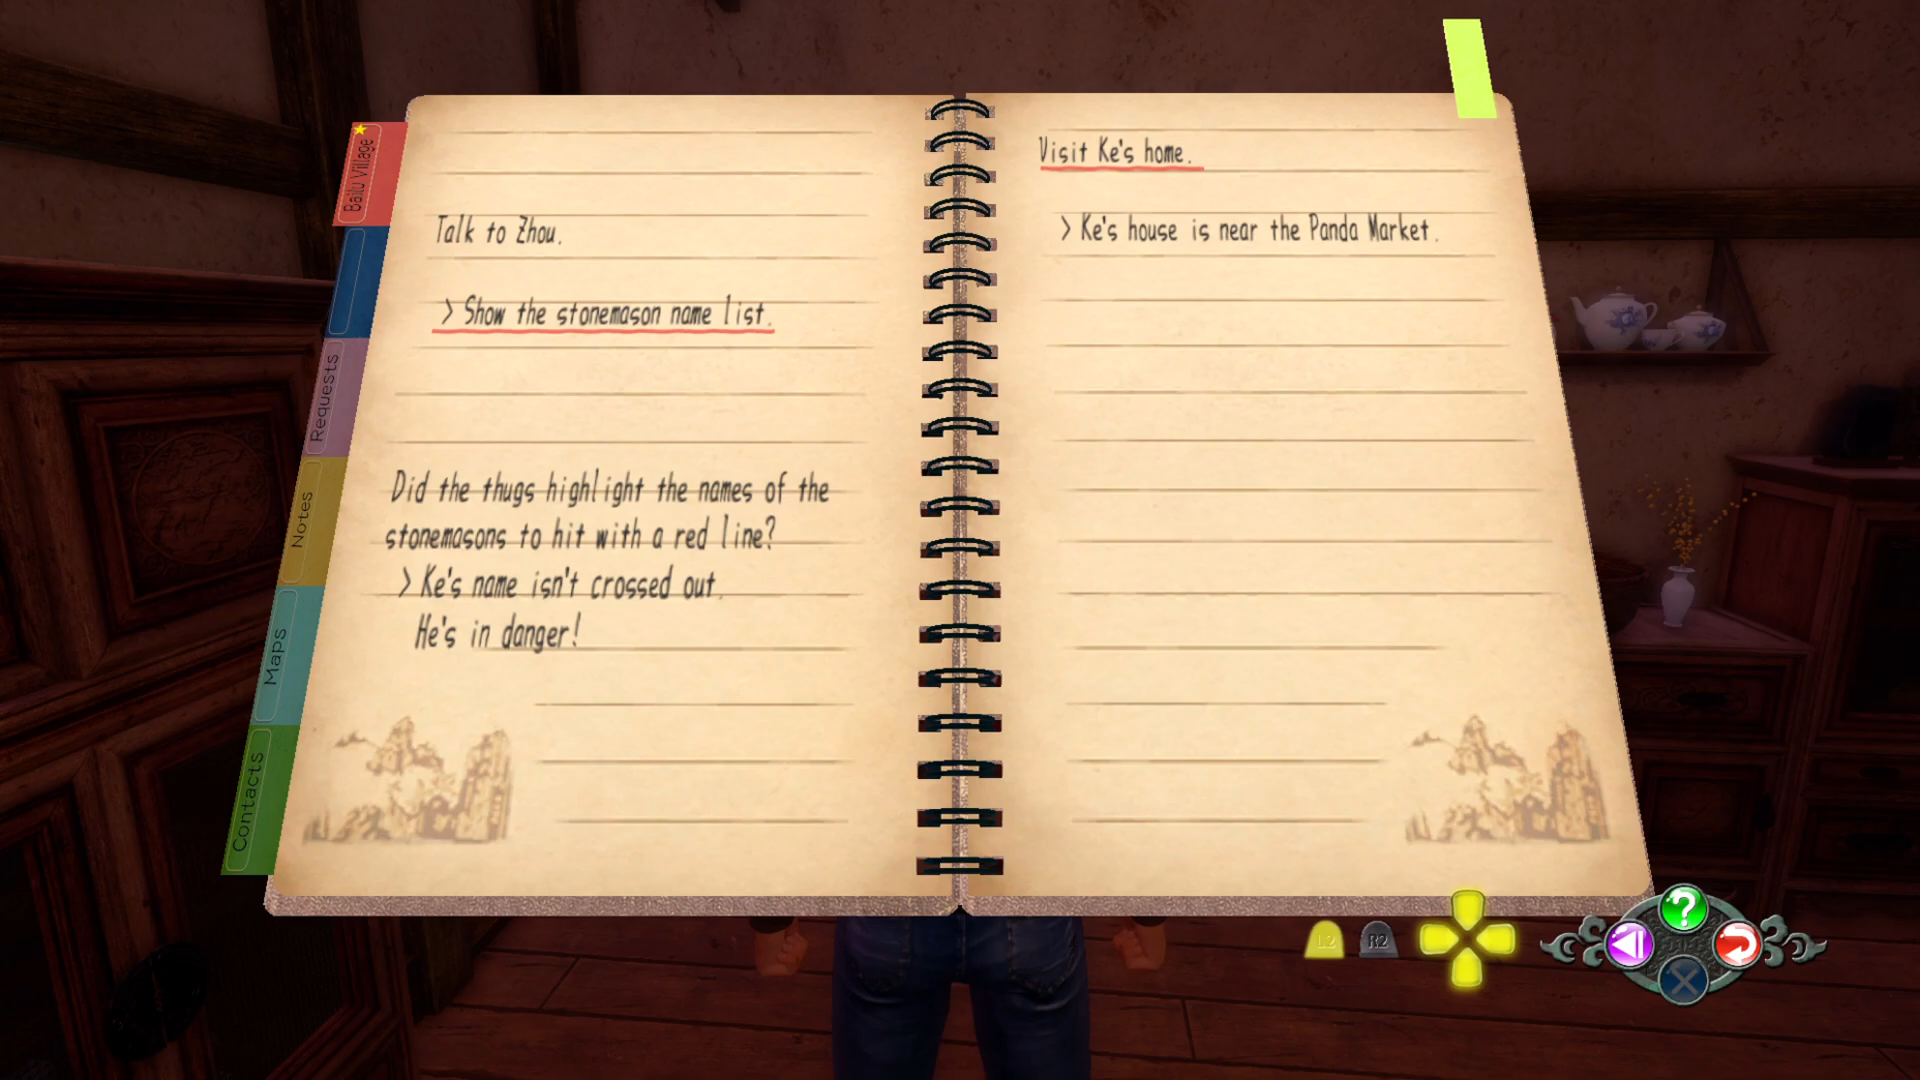 Bailu Village
Requests
Notes
Maps
Contacts
Talk to Zhou.
> Show the stonemason name list.
Did the thugs highlight the names of the
stonemasons to hit with a red line?
> Ke's name isn't crossed out.
He's in danger!
Visit Ke's home.
> Ke's house is near the Panda Market.
L2
R2
?